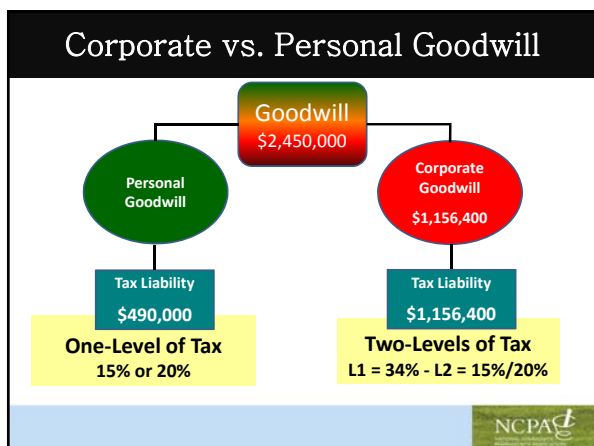 Corporate vs. Personal Goodwill
Goodwill
$2,450,000
Personal
Goodwill
Corporate
Goodwill
$1,156,400
Tax Liability
$490,000
Tax Liability
$1,156,400
One-Level of Tax
15% or 20%
Two-Levels of Tax
L1 = 34% - L2 = 15%/20%
NCPA